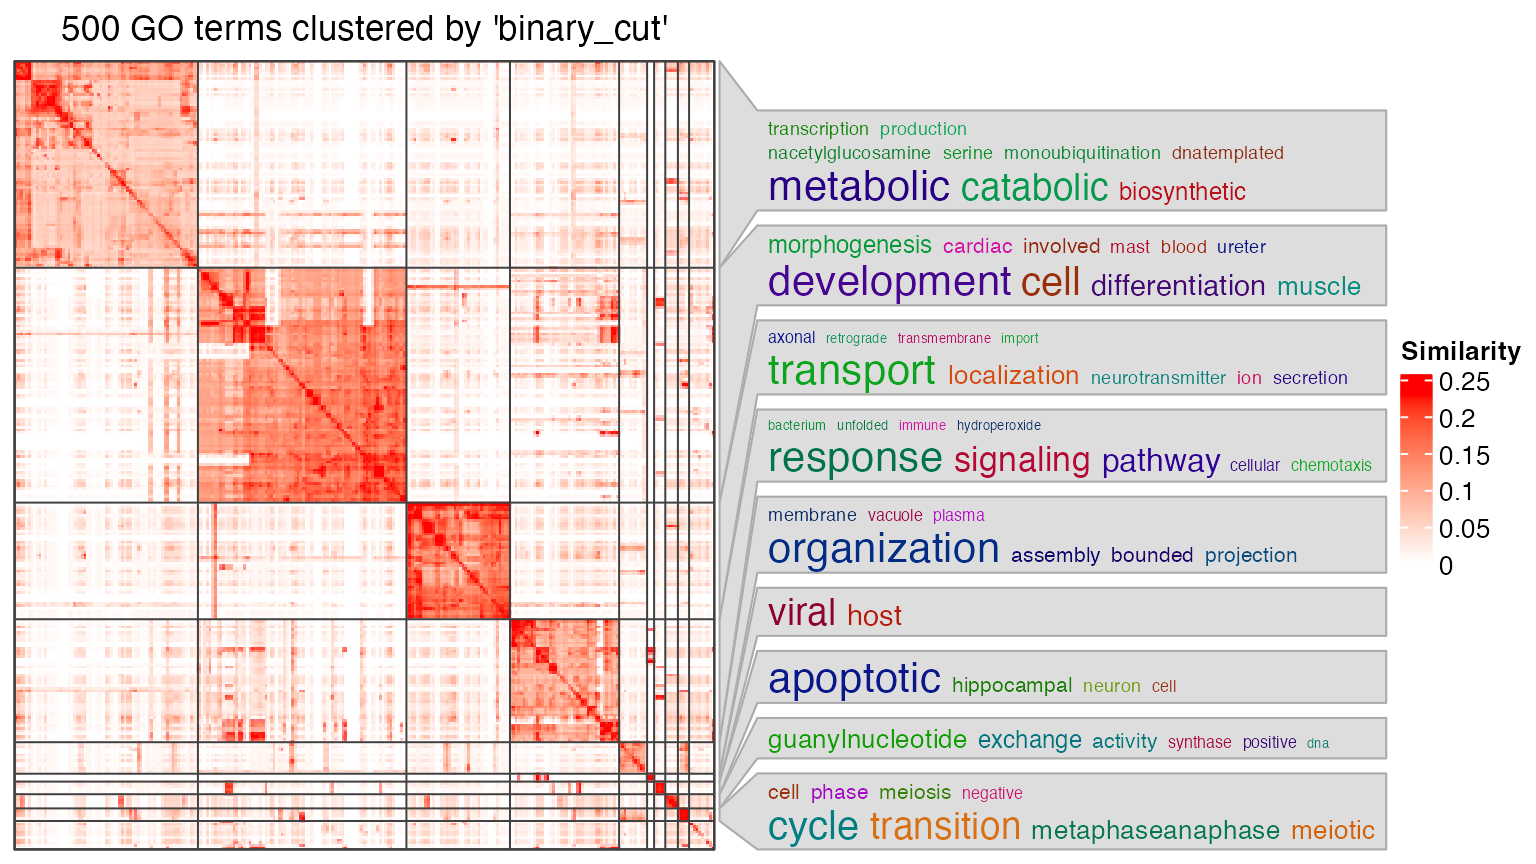 500 GO terms clustered by 'binary_cut'
transcription production
nacetylglucosamine serine monoubiquitination dnatemplated
metabolic catabolic biosynthetic
morphogenesis cardiac involved mast blood ureter
development cell differentiation muscle
axonal retrograde transmembrane import
transport localization neurotransmitter ion secretion
bacterium unfolded immune hydroperoxide
response signaling pathway cellular chemotaxis
membrane vacuole plasma
organization assembly bounded projection
viral host
apoptotic hippocampal neuron cell
guanylnucleotide exchange activity synthase positive dna
cell phase meiosis negative
cycle transition metaphaseanaphase meiotic
Similarity
0.25
0.2
0.15
0.1
0.05
0